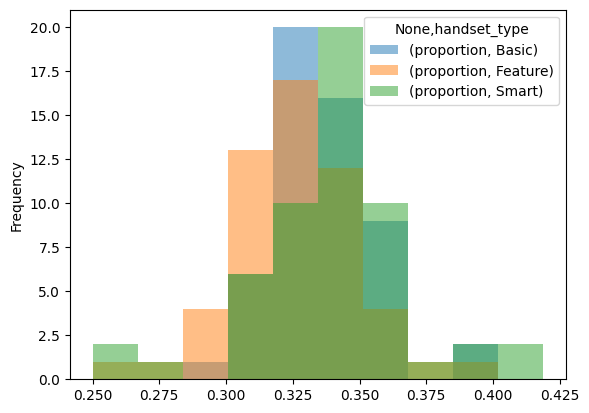 None,handset_type
(proportion, Basic)
(proportion, Feature)
(proportion, Smart)
Frequency
20.0
17.5
15.0
12.5
10.0
7.5
5.0
2.5
0.0
0.250 0.275 0.300 0.325 0.350 0.375 0.400 0.425